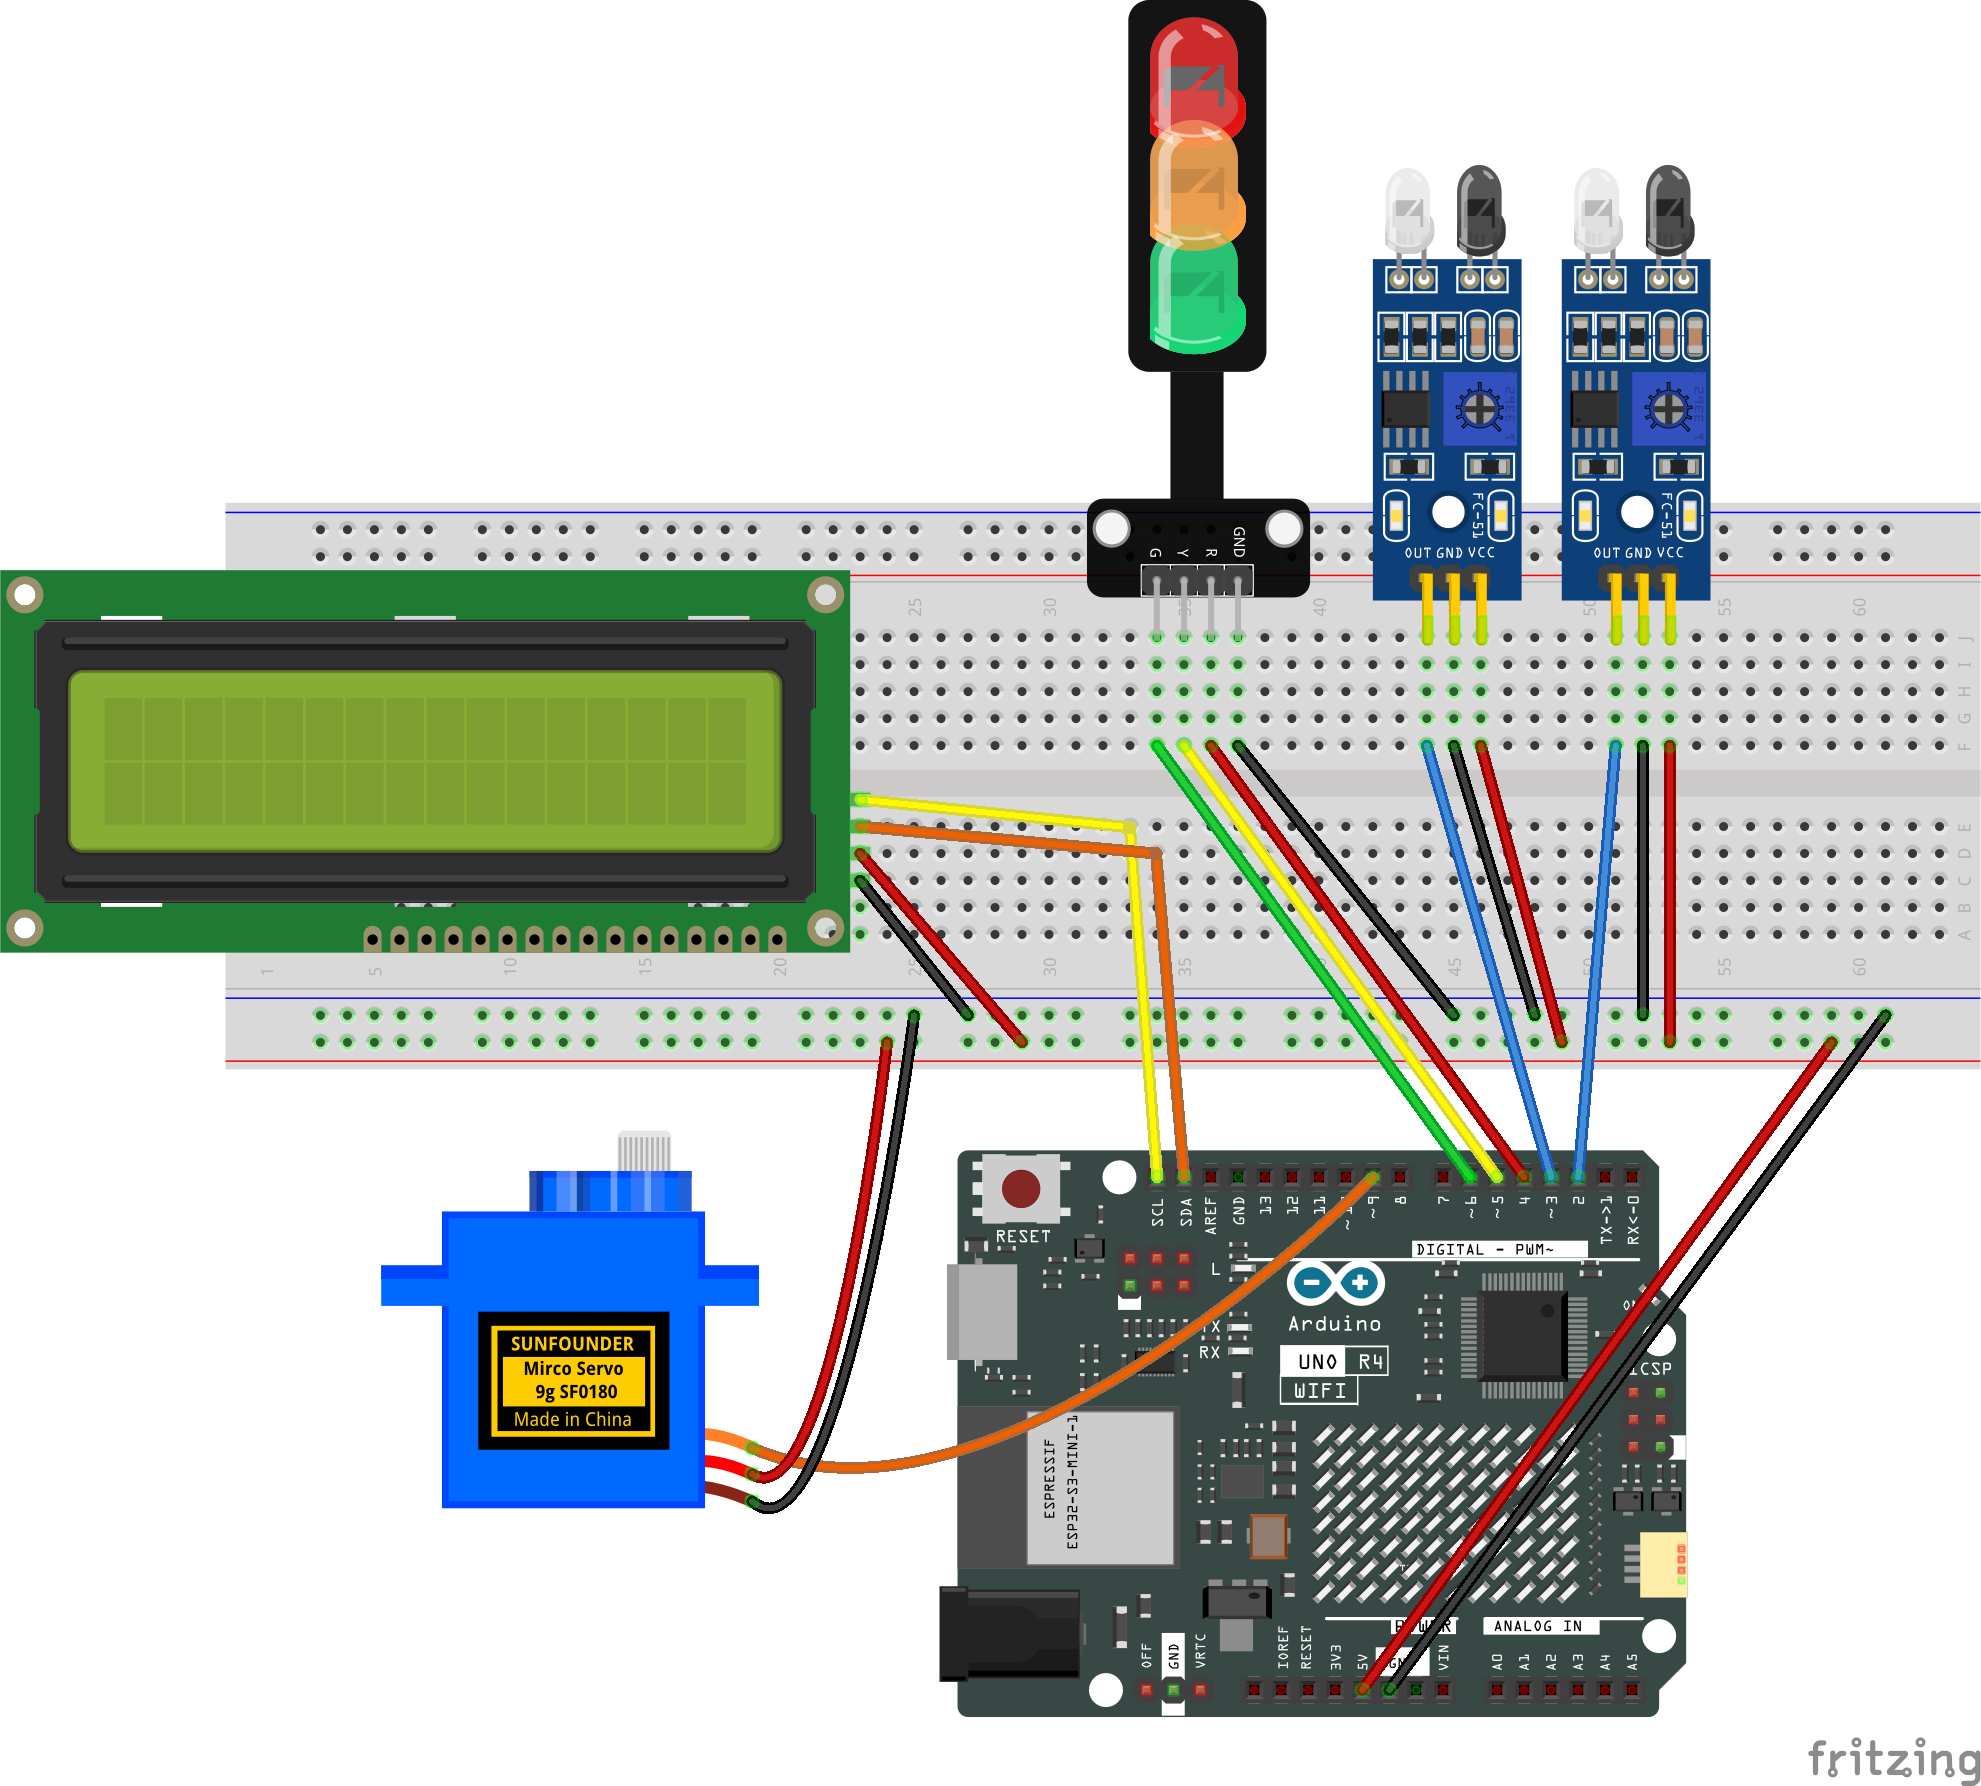 G Y R GND
OUT GND VCC
FC-51
OUT GND VCC
FC-51
25 30 35 40 50 55 60
J
I
H
G
F
E
D
C
B
A
1 5 10 15 20 25 30 35 45 50 55 60
SUNFOUNDER
Mirco Servo
9g SF0180
Made in China
RESET
SCL SDA AREF GND 13 12 11 ~9 8 7 ~6 ~5 4 ~3 2 TX->1 RX<-0
DIGITAL - PWM~
L
TX
RX
Arduino
UNO R4
WIFI
ICSP
ESPRESSIF
ESP32-S3-MINI-1
POWER
ANALOG IN
OFF GND VRTC IOREF RESET 3V3 5V GND VIN A0 A1 A2 A3 A4 A5
fritzing